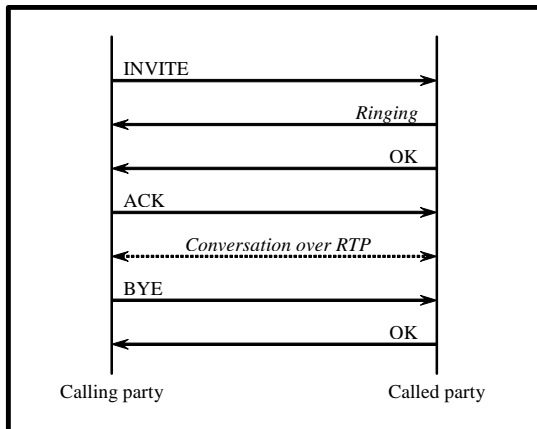 INVITE
Ringing
OK
ACK
Conversation over RTP
BYE
OK
Calling party Called party